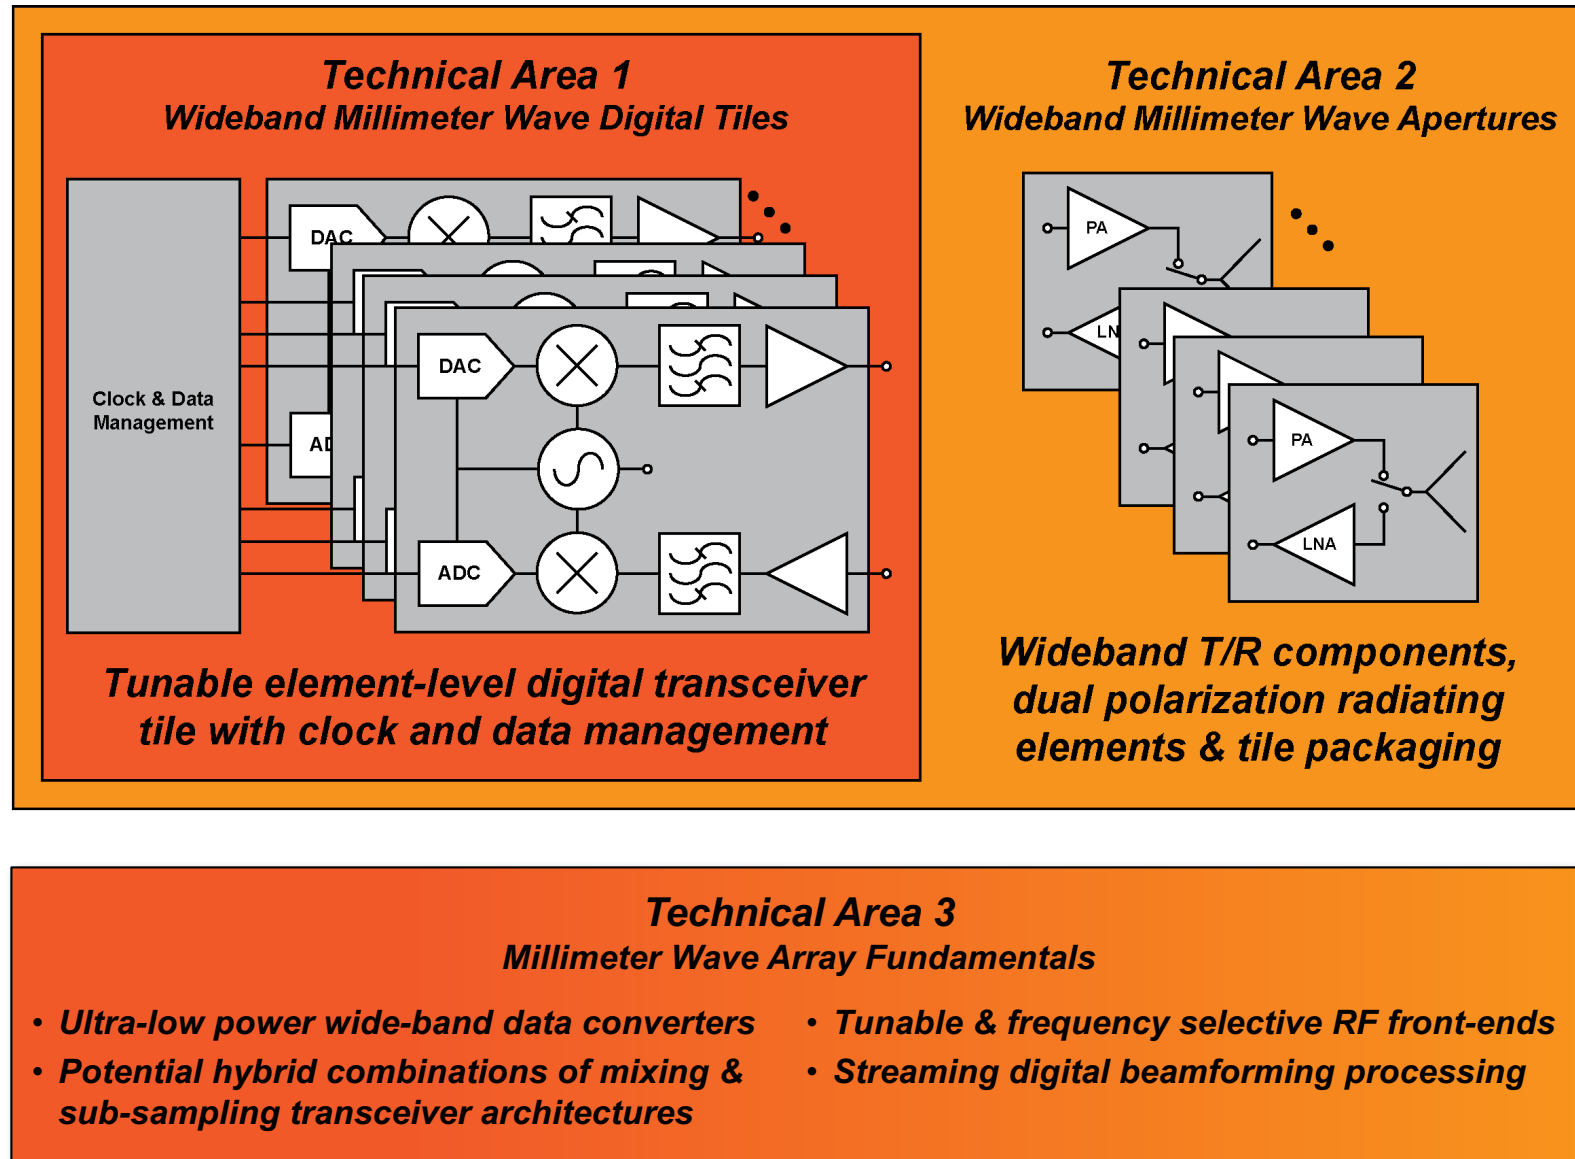 Technical Area 1
Wideband Millimeter Wave Digital Tiles
Clock & Data
Management
DAC
DAC
ADC
Tunable element-level digital transceiver
tile with clock and data management
Technical Area 2
Wideband Millimeter Wave Apertures
PA
PA
LNA
Wideband T/R components,
dual polarization radiating
elements & tile packaging
Technical Area 3
Millimeter Wave Array Fundamentals
• Ultra-low power wide-band data converters
• Potential hybrid combinations of mixing &
sub-sampling transceiver architectures
• Tunable & frequency selective RF front-ends
• Streaming digital beamforming processing